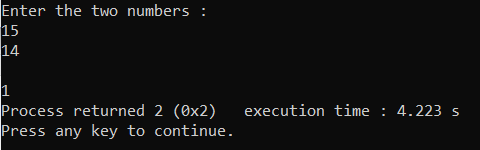 Enter the two numbers :
15
14
1
Process returned 2 (0x2)   execution time : 4.223 s
Press any key to continue.